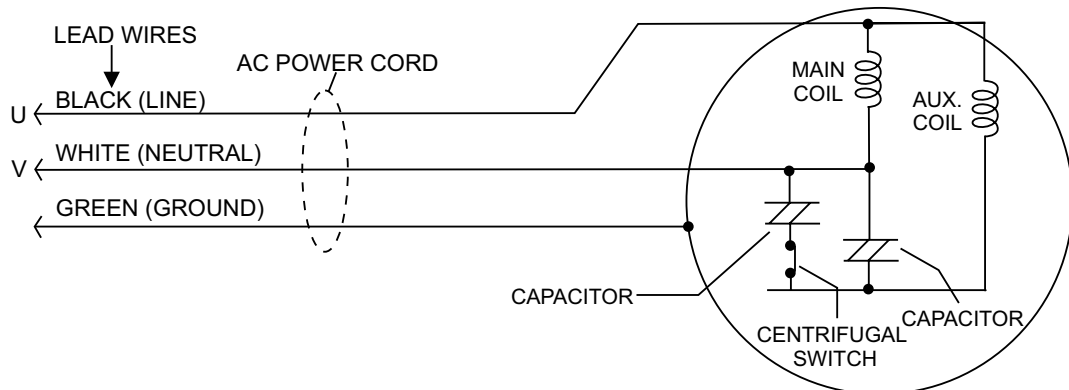 LEAD WIRES
AC POWER CORD
U
BLACK (LINE)
V
WHITE (NEUTRAL)
GREEN (GROUND)
MAIN
COIL
AUX.
COIL
CAPACITOR
CENTRIFUGAL
SWITCH
CAPACITOR